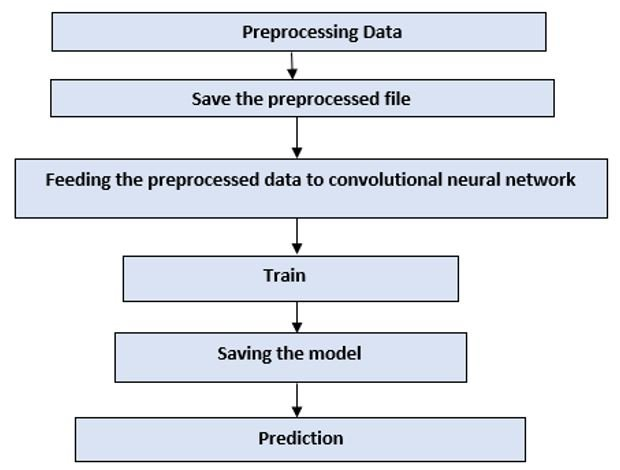 Preprocessing Data
Save the preprocessed file
Feeding the preprocessed data to convolutional neural network
Train
Saving the model
Prediction